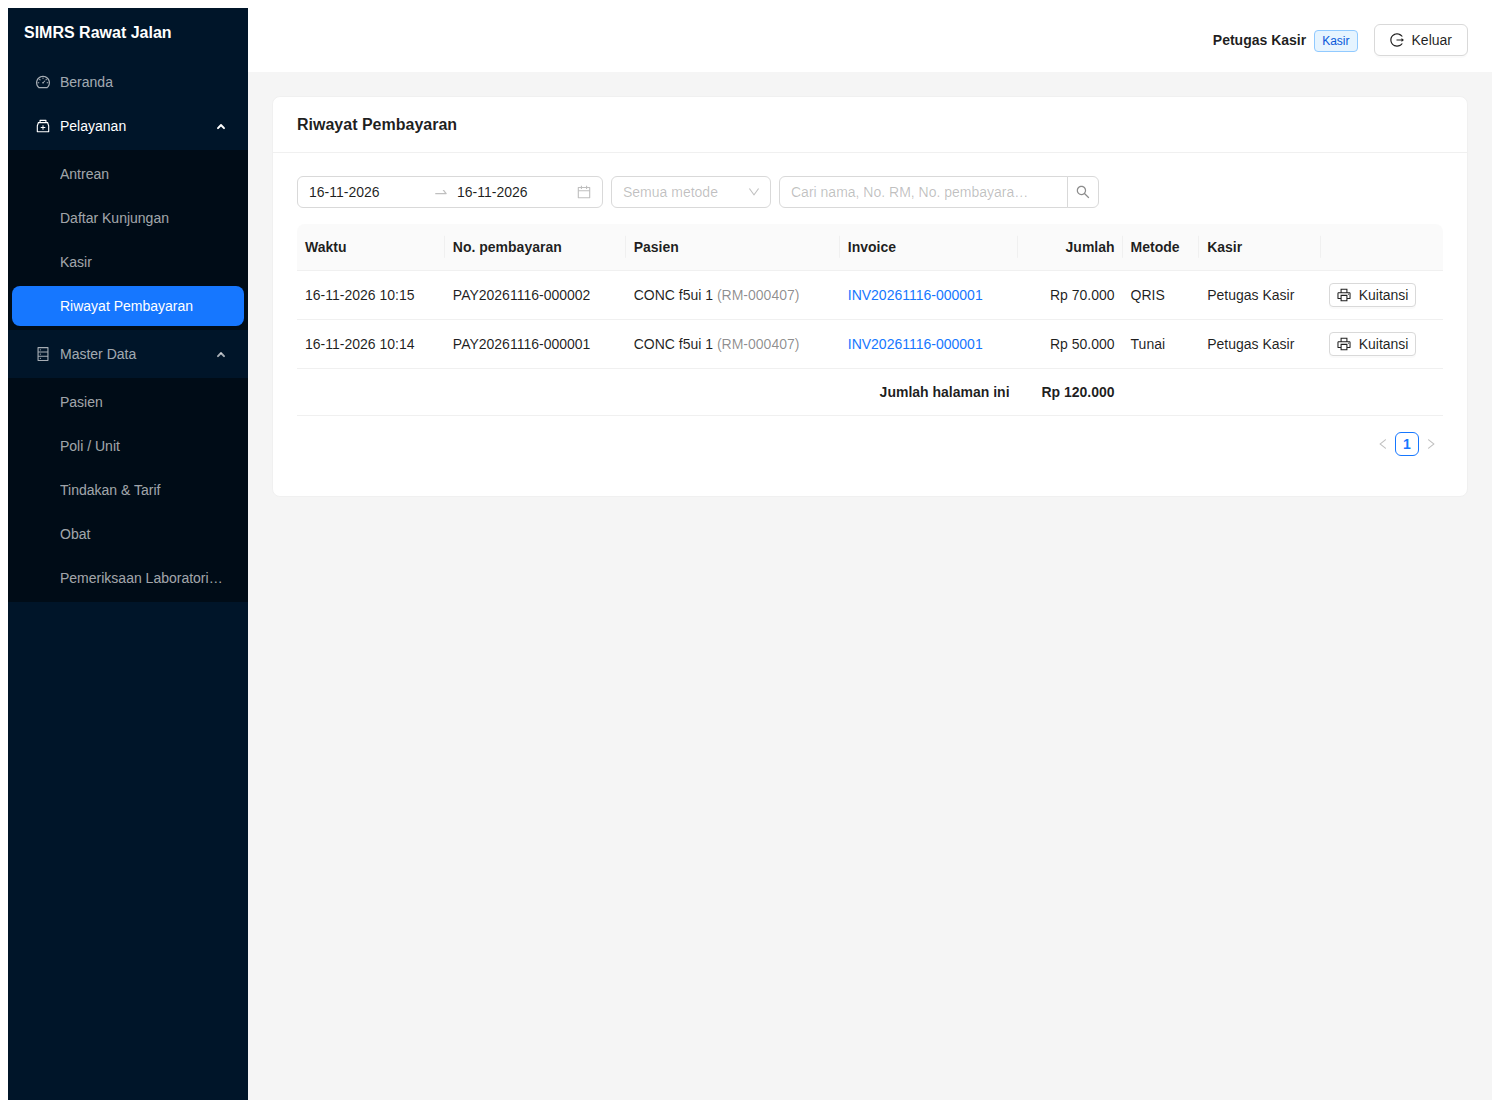 SIMRS Rawat Jalan
Petugas Kasir Kasir Keluar
Beranda
Pelayanan
Antrean
Daftar Kunjungan
Kasir
Riwayat Pembayaran
Master Data
Pasien
Poli / Unit
Tindakan & Tarif
Obat
Pemeriksaan Laboratori…
Riwayat Pembayaran
16-11-2026 16-11-2026 Semua metode Cari nama, No. RM, No. pembayara…
Waktu No. pembayaran Pasien Invoice Jumlah Metode Kasir
16-11-2026 10:15 PAY20261116-000002 CONC f5ui 1 (RM-000407) INV20261116-000001 Rp 70.000 QRIS Petugas Kasir Kuitansi
16-11-2026 10:14 PAY20261116-000001 CONC f5ui 1 (RM-000407) INV20261116-000001 Rp 50.000 Tunai Petugas Kasir Kuitansi
Jumlah halaman ini Rp 120.000
1